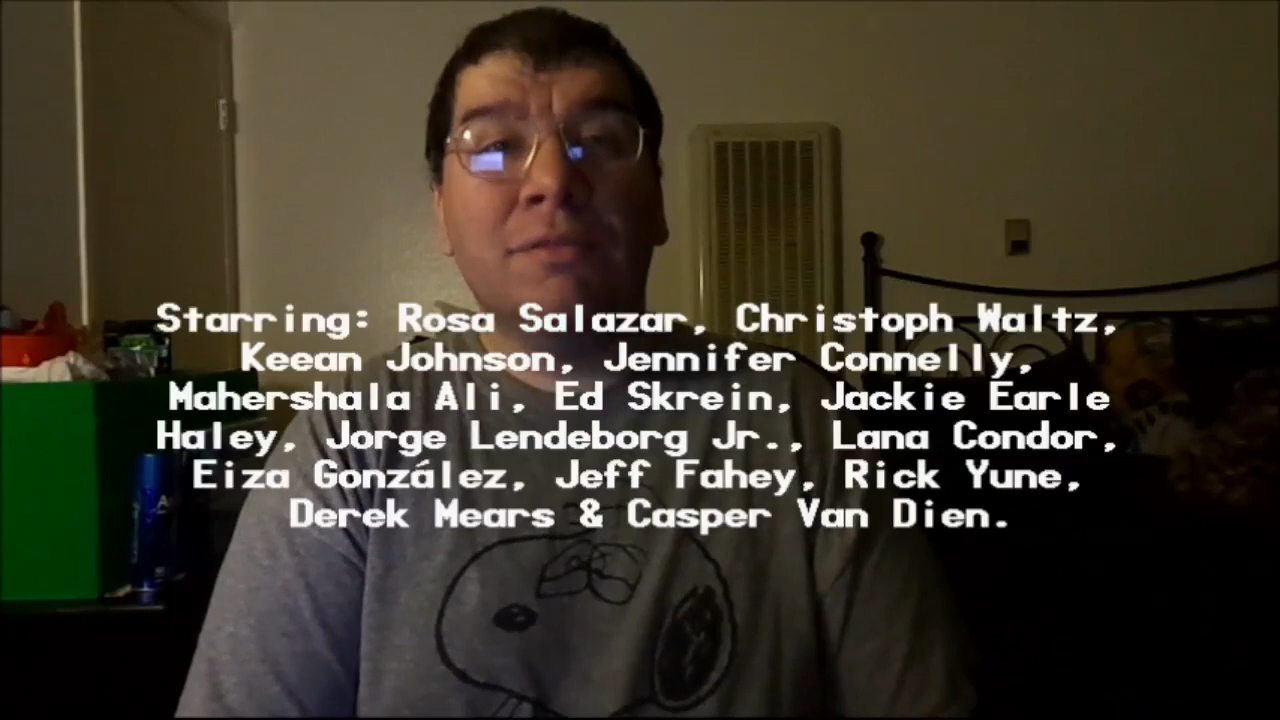 Starring: Rosa Salazar, Christoph Waltz,
Keean Johnson, Jennifer Connelly,
Mahershala Ali, Ed Skrein, Jackie Earle
Haley, Jorge Lendeborg Jr., Lana Condor,
Eiza González, Jeff Fahey, Rick Yune,
Derek Mears & Casper Van Dien.